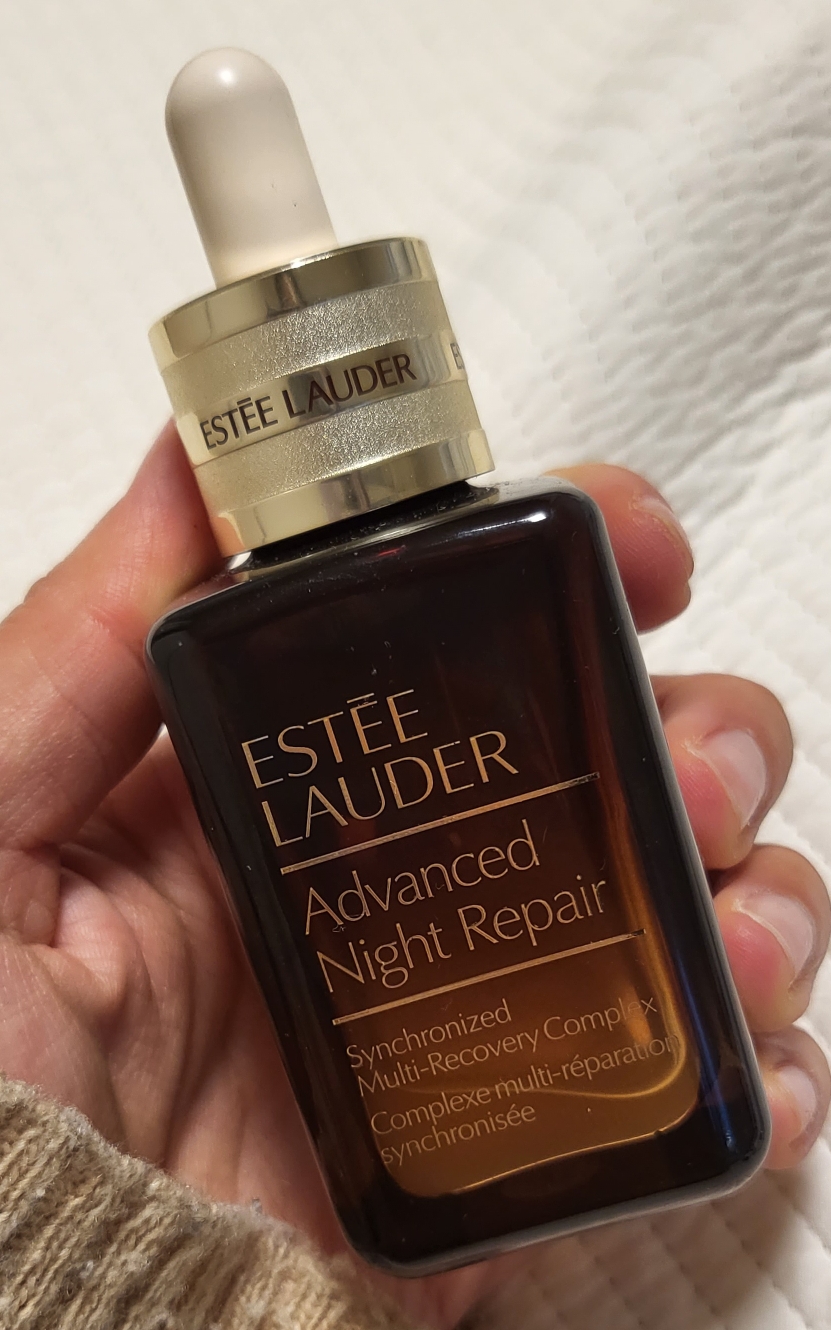 ESTĒE LAUDER
ESTĒE
LAUDER
Advanced
Night Repair
Synchronized
Multi-Recovery Complex
Complexe multi-réparation
synchronisée